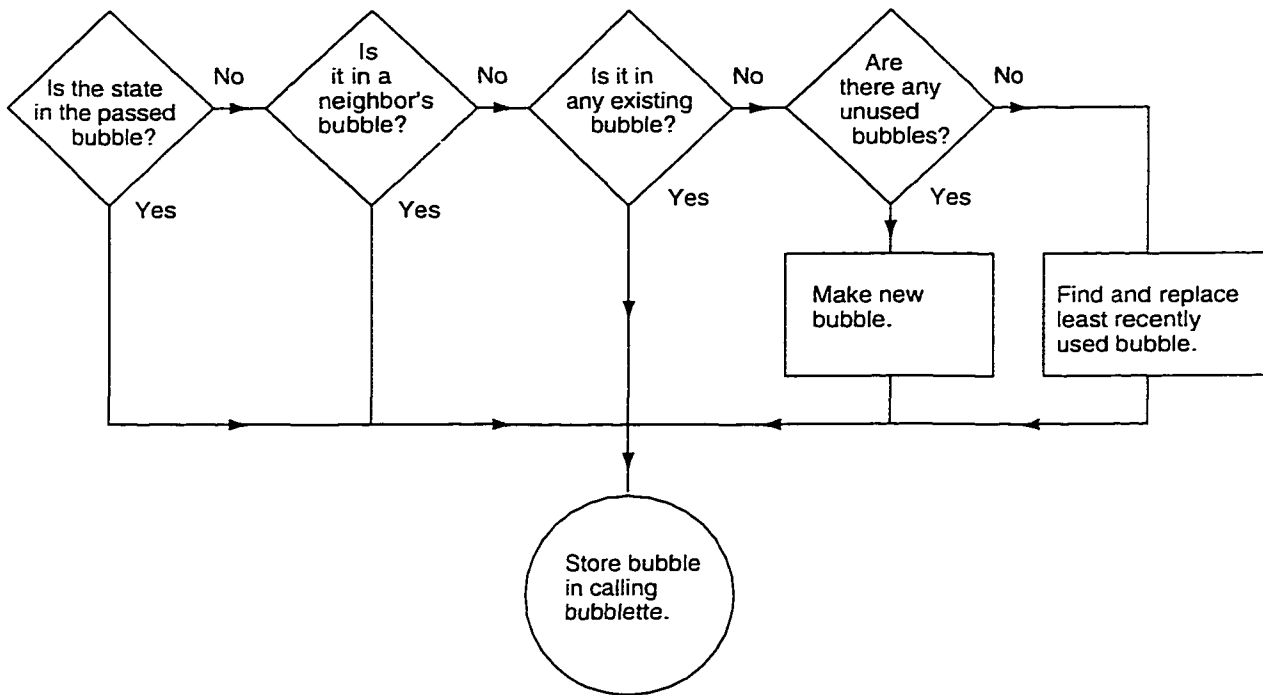 Is the state
in the passed
bubble?
No
Yes
Is
it in a
neighbor's
bubble?
No
Yes
Is it in
any existing
bubble?
No
Yes
Are
there any
unused
bubbles?
No
Yes
Make new
bubble.
Find and replace
least recently
used bubble.
Store bubble
in calling
bubblette.